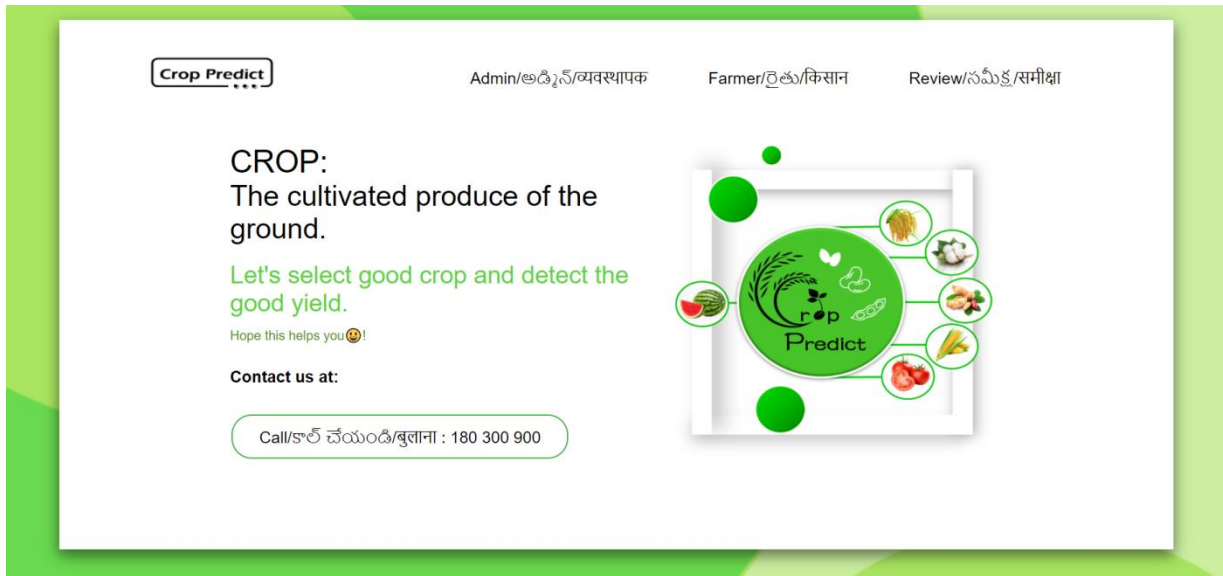 Crop Predict
Admin/అడ్మిన్/व्यवस्थापक
Farmer/రైతు/किसान
Review/సమీక్ష/समीक्षा
CROP:
The cultivated produce of the
ground.
Let's select good crop and detect the
good yield.
Hope this helps you😃!
Contact us at:
Call/కాల్ చేయండి/बुलाना : 180 300 900
Crop
Predict